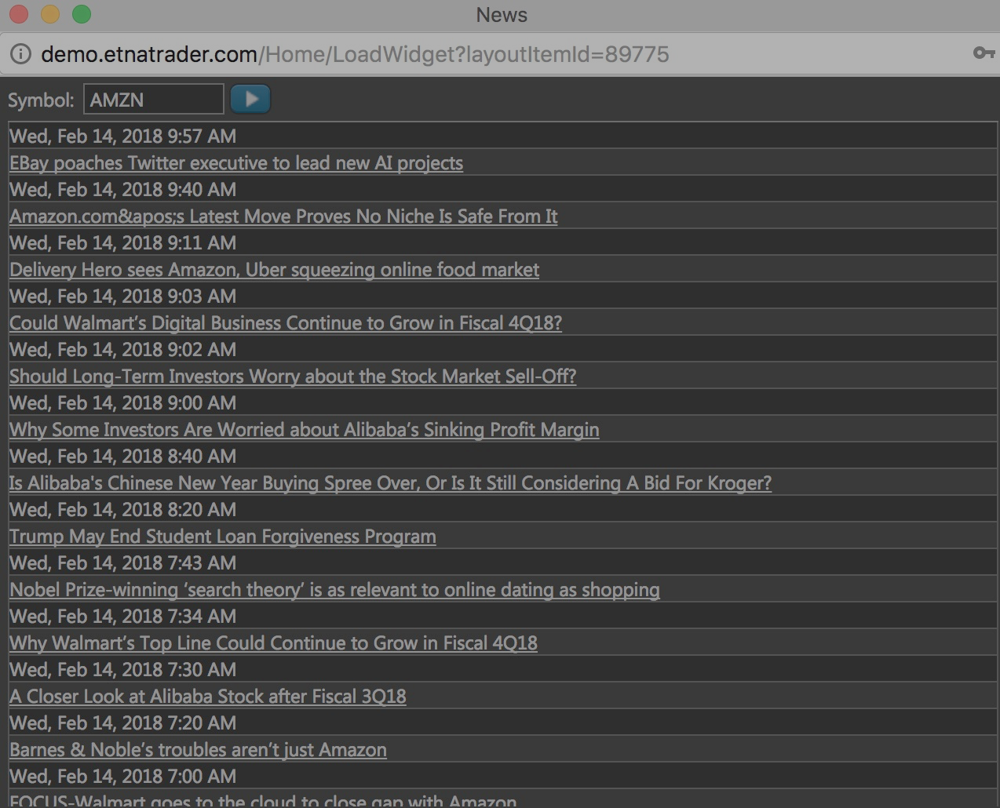 News
demo.etnatrader.com/Home/LoadWidget?layoutItemId=89775
Symbol: AMZN
Wed, Feb 14, 2018 9:57 AM
EBay poaches Twitter executive to lead new AI projects
Wed, Feb 14, 2018 9:40 AM
Amazon.com&apos;s Latest Move Proves No Niche Is Safe From It
Wed, Feb 14, 2018 9:11 AM
Delivery Hero sees Amazon, Uber squeezing online food market
Wed, Feb 14, 2018 9:03 AM
Could Walmart’s Digital Business Continue to Grow in Fiscal 4Q18?
Wed, Feb 14, 2018 9:02 AM
Should Long-Term Investors Worry about the Stock Market Sell-Off?
Wed, Feb 14, 2018 9:00 AM
Why Some Investors Are Worried about Alibaba’s Sinking Profit Margin
Wed, Feb 14, 2018 8:40 AM
Is Alibaba's Chinese New Year Buying Spree Over, Or Is It Still Considering A Bid For Kroger?
Wed, Feb 14, 2018 8:20 AM
Trump May End Student Loan Forgiveness Program
Wed, Feb 14, 2018 7:43 AM
Nobel Prize-winning ‘search theory’ is as relevant to online dating as shopping
Wed, Feb 14, 2018 7:34 AM
Why Walmart’s Top Line Could Continue to Grow in Fiscal 4Q18
Wed, Feb 14, 2018 7:30 AM
A Closer Look at Alibaba Stock after Fiscal 3Q18
Wed, Feb 14, 2018 7:20 AM
Barnes & Noble’s troubles aren’t just Amazon
Wed, Feb 14, 2018 7:00 AM
FOCUS-Walmart goes to the cloud to close gap with Amazon